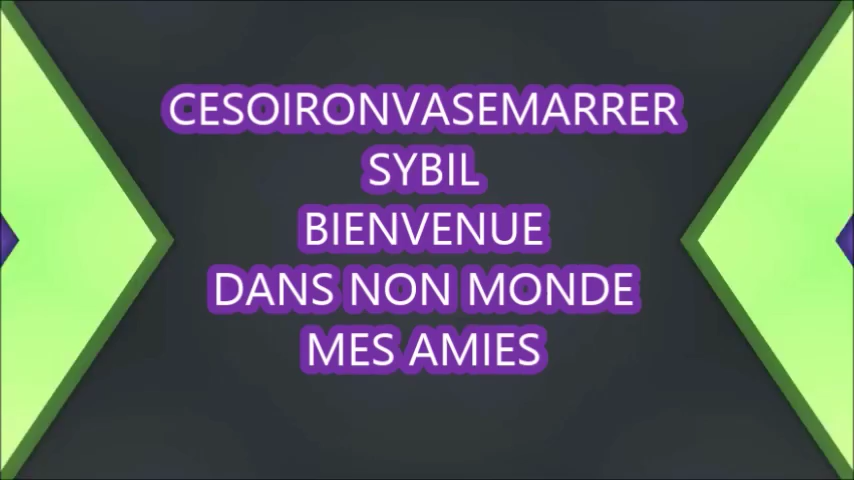 CESOIRONVASEMARRER
SYBIL
BIENVENUE
DANS NON MONDE
MES AMIES